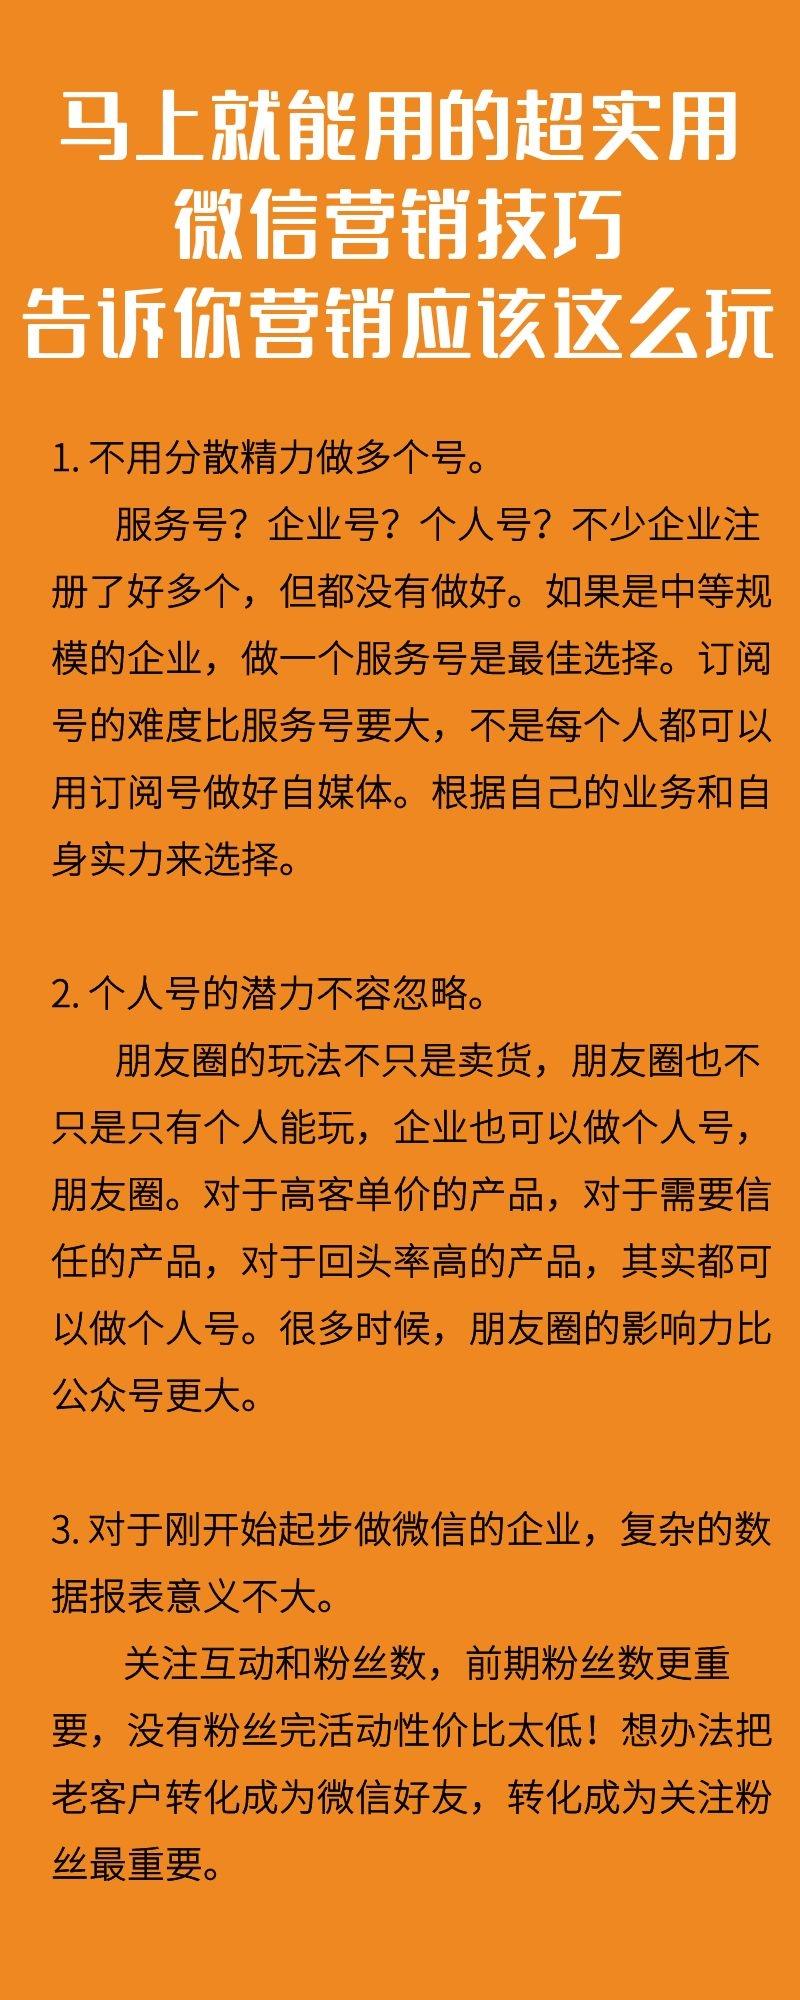 马上就能用的超实用
微信营销技巧
告诉你营销应该这么玩
1. 不用分散精力做多个号。
服务号？企业号？个人号？不少企业注
册了好多个，但都没有做好。如果是中等规
模的企业，做一个服务号是最佳选择。订阅
号的难度比服务号要大，不是每个人都可以
用订阅号做好自媒体。根据自己的业务和自
身实力来选择。
2. 个人号的潜力不容忽略。
朋友圈的玩法不只是卖货，朋友圈也不
只是只有个人能玩，企业也可以做个人号，
朋友圈。对于高客单价的产品，对于需要信
任的产品，对于回头率高的产品，其实都可
以做个人号。很多时候，朋友圈的影响力比
公众号更大。
3. 对于刚开始起步做微信的企业，复杂的数
据报表意义不大。
关注互动和粉丝数，前期粉丝数更重
要，没有粉丝完活动性价比太低！想办法把
老客户转化成为微信好友，转化成为关注粉
丝最重要。